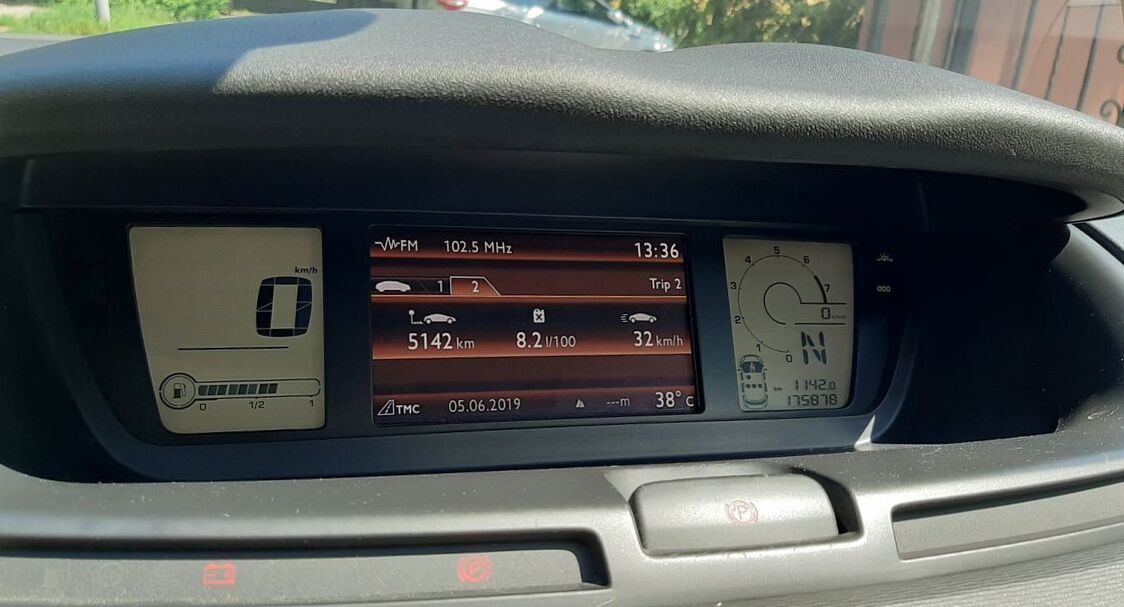 km/h
0
0 1/2 1
FM 102.5 MHz 13:36
1 2 Trip 2
5142 km 8.2 l/100 32 km/h
TMC 05.06.2019 ---m 38° C
0 1 2 3 4 5 6 7
0
N
km 1142.0
175878
P
P